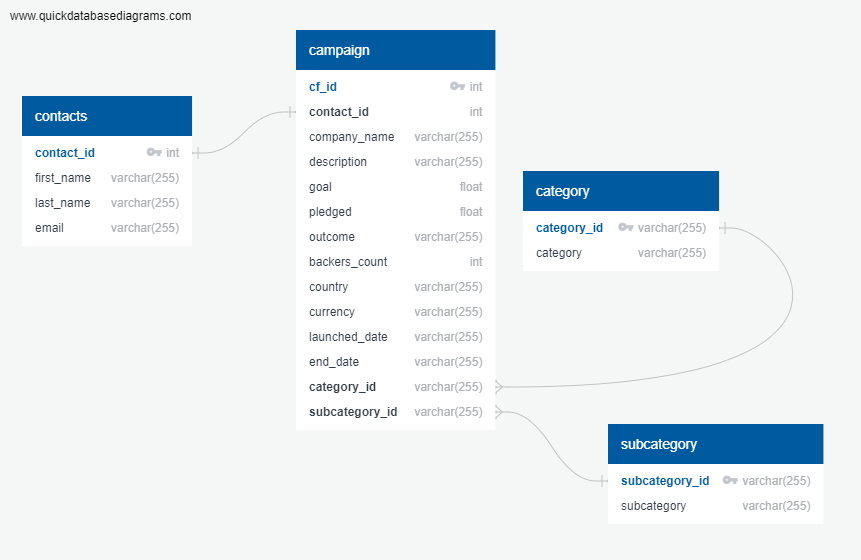 www.quickdatabasediagrams.com
contacts
contact_id int
first_name varchar(255)
last_name varchar(255)
email varchar(255)
campaign
cf_id int
contact_id int
company_name varchar(255)
description varchar(255)
goal float
pledged float
outcome varchar(255)
backers_count int
country varchar(255)
currency varchar(255)
launched_date varchar(255)
end_date varchar(255)
category_id varchar(255)
subcategory_id varchar(255)
category
category_id varchar(255)
category varchar(255)
subcategory
subcategory_id varchar(255)
subcategory varchar(255)